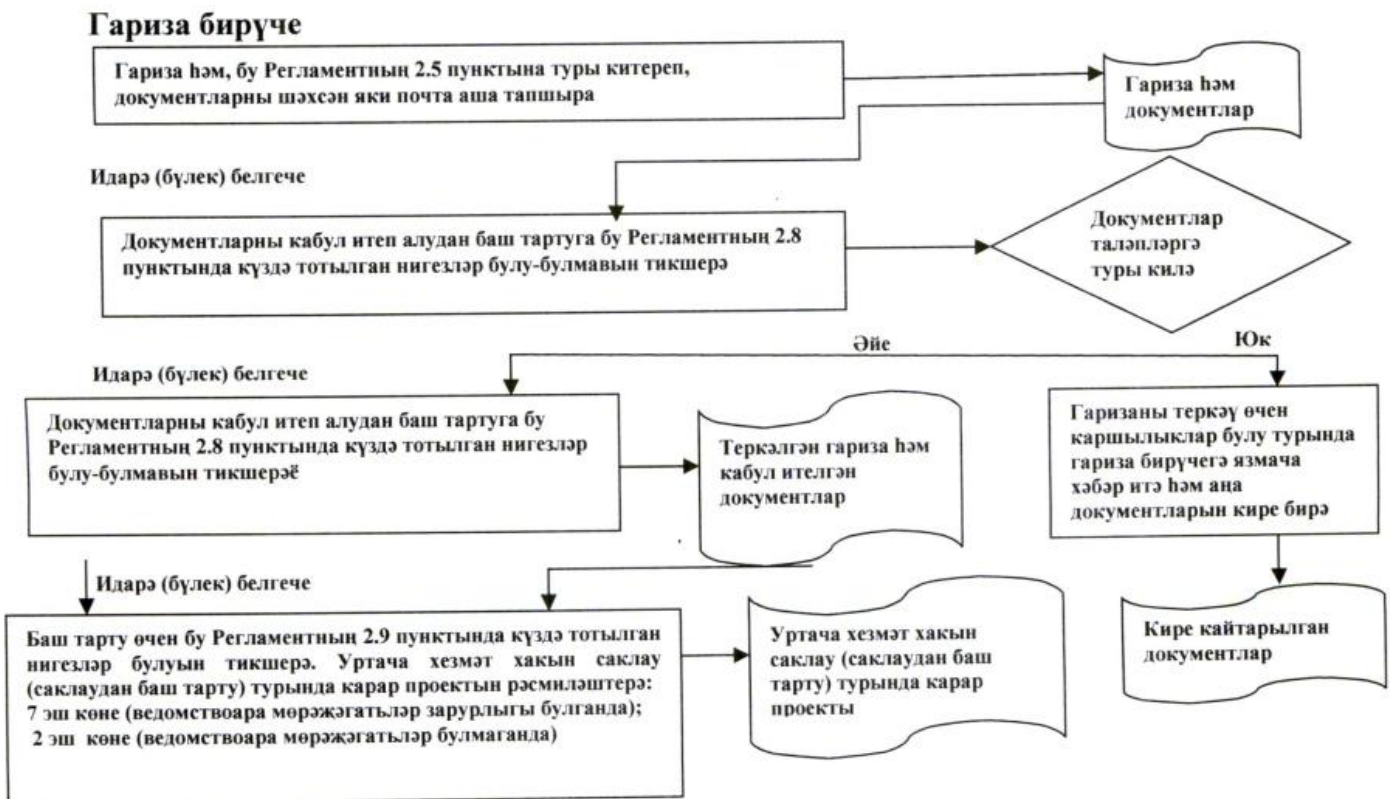 Гариза бирүче
Гариза һәм, бу Регламентның 2.5 пунктына туры китереп,
документларны шәхсән яки почта аша тапшыра
Гариза һәм
документлар
Идарә (бүлек) белгече
Документларны кабул итеп алудан баш тартуга бу Регламентның 2.8
пунктында күздә тотылган нигезләр булу-булмавын тикшерә
Документлар
таләпләргә
туры килә
Әйе
Юк
Идарә (бүлек) белгече
Документларны кабул итеп алудан баш тартуга бу
Регламентның 2.8 пунктында күздә тотылган нигезләр
булу-булмавын тикшерәё
Теркәлгән гариза һәм
кабул ителгән
документлар
Гаризаны теркәү өчен
каршылыклар булу турында
гариза бирүчегә язмача
хәбәр итә һәм аңа
документларын кире бирә
Идарә (бүлек) белгече
Баш тарту өчен бу Регламентның 2.9 пунктында күздә тотылган
нигезләр булуын тикшерә. Уртача хезмәт хакын саклау
(саклаудан баш тарту) турында карар проектын рәсмиләштерә:
7 эш көне (ведомствоара мөрәҗәгатьләр зарурлыгы булганда);
2 эш көне (ведомствоара мөрәҗәгатьләр булмаганда)
Уртача хезмәт хакын
саклау (саклаудан баш
тарту) турында карар
проекты
Кире кайтарылган
документлар